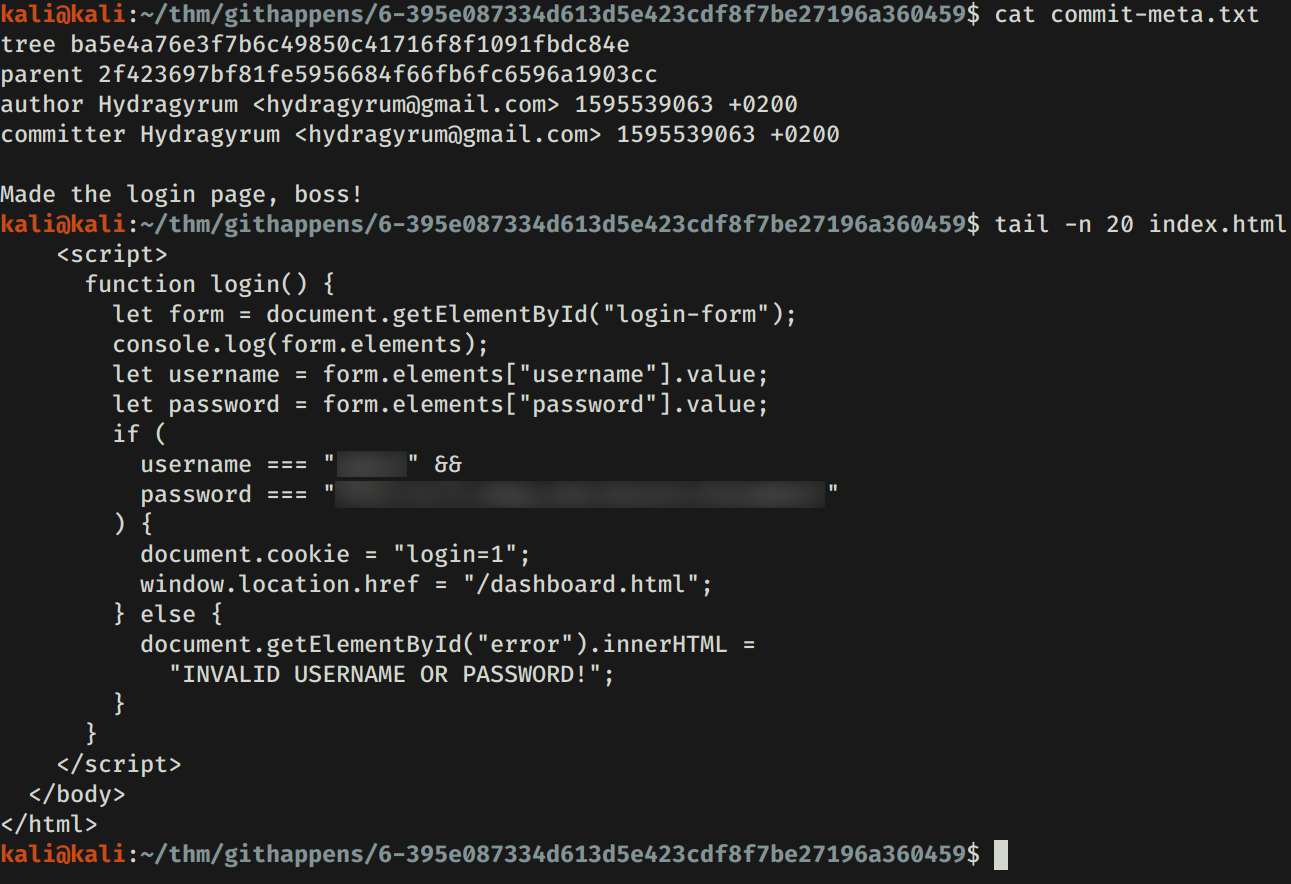 kali@kali:~/thm/githappens/6-395e087334d613d5e423cdf8f7be27196a360459$ cat commit-meta.txt
tree ba5e4a76e3f7b6c49850c41716f8f1091fbdc84e
parent 2f423697bf81fe5956684f66fb6fc6596a1903cc
author Hydragyrum <hydragyrum@gmail.com> 1595539063 +0200
committer Hydragyrum <hydragyrum@gmail.com> 1595539063 +0200

Made the login page, boss!
kali@kali:~/thm/githappens/6-395e087334d613d5e423cdf8f7be27196a360459$ tail -n 20 index.html
    <script>
      function login() {
        let form = document.getElementById("login-form");
        console.log(form.elements);
        let username = form.elements["username"].value;
        let password = form.elements["password"].value;
        if (
          username === "" &&
          password === ""
        ) {
          document.cookie = "login=1";
          window.location.href = "/dashboard.html";
        } else {
          document.getElementById("error").innerHTML =
            "INVALID USERNAME OR PASSWORD!";
        }
      }
    </script>
  </body>
</html>
kali@kali:~/thm/githappens/6-395e087334d613d5e423cdf8f7be27196a360459$